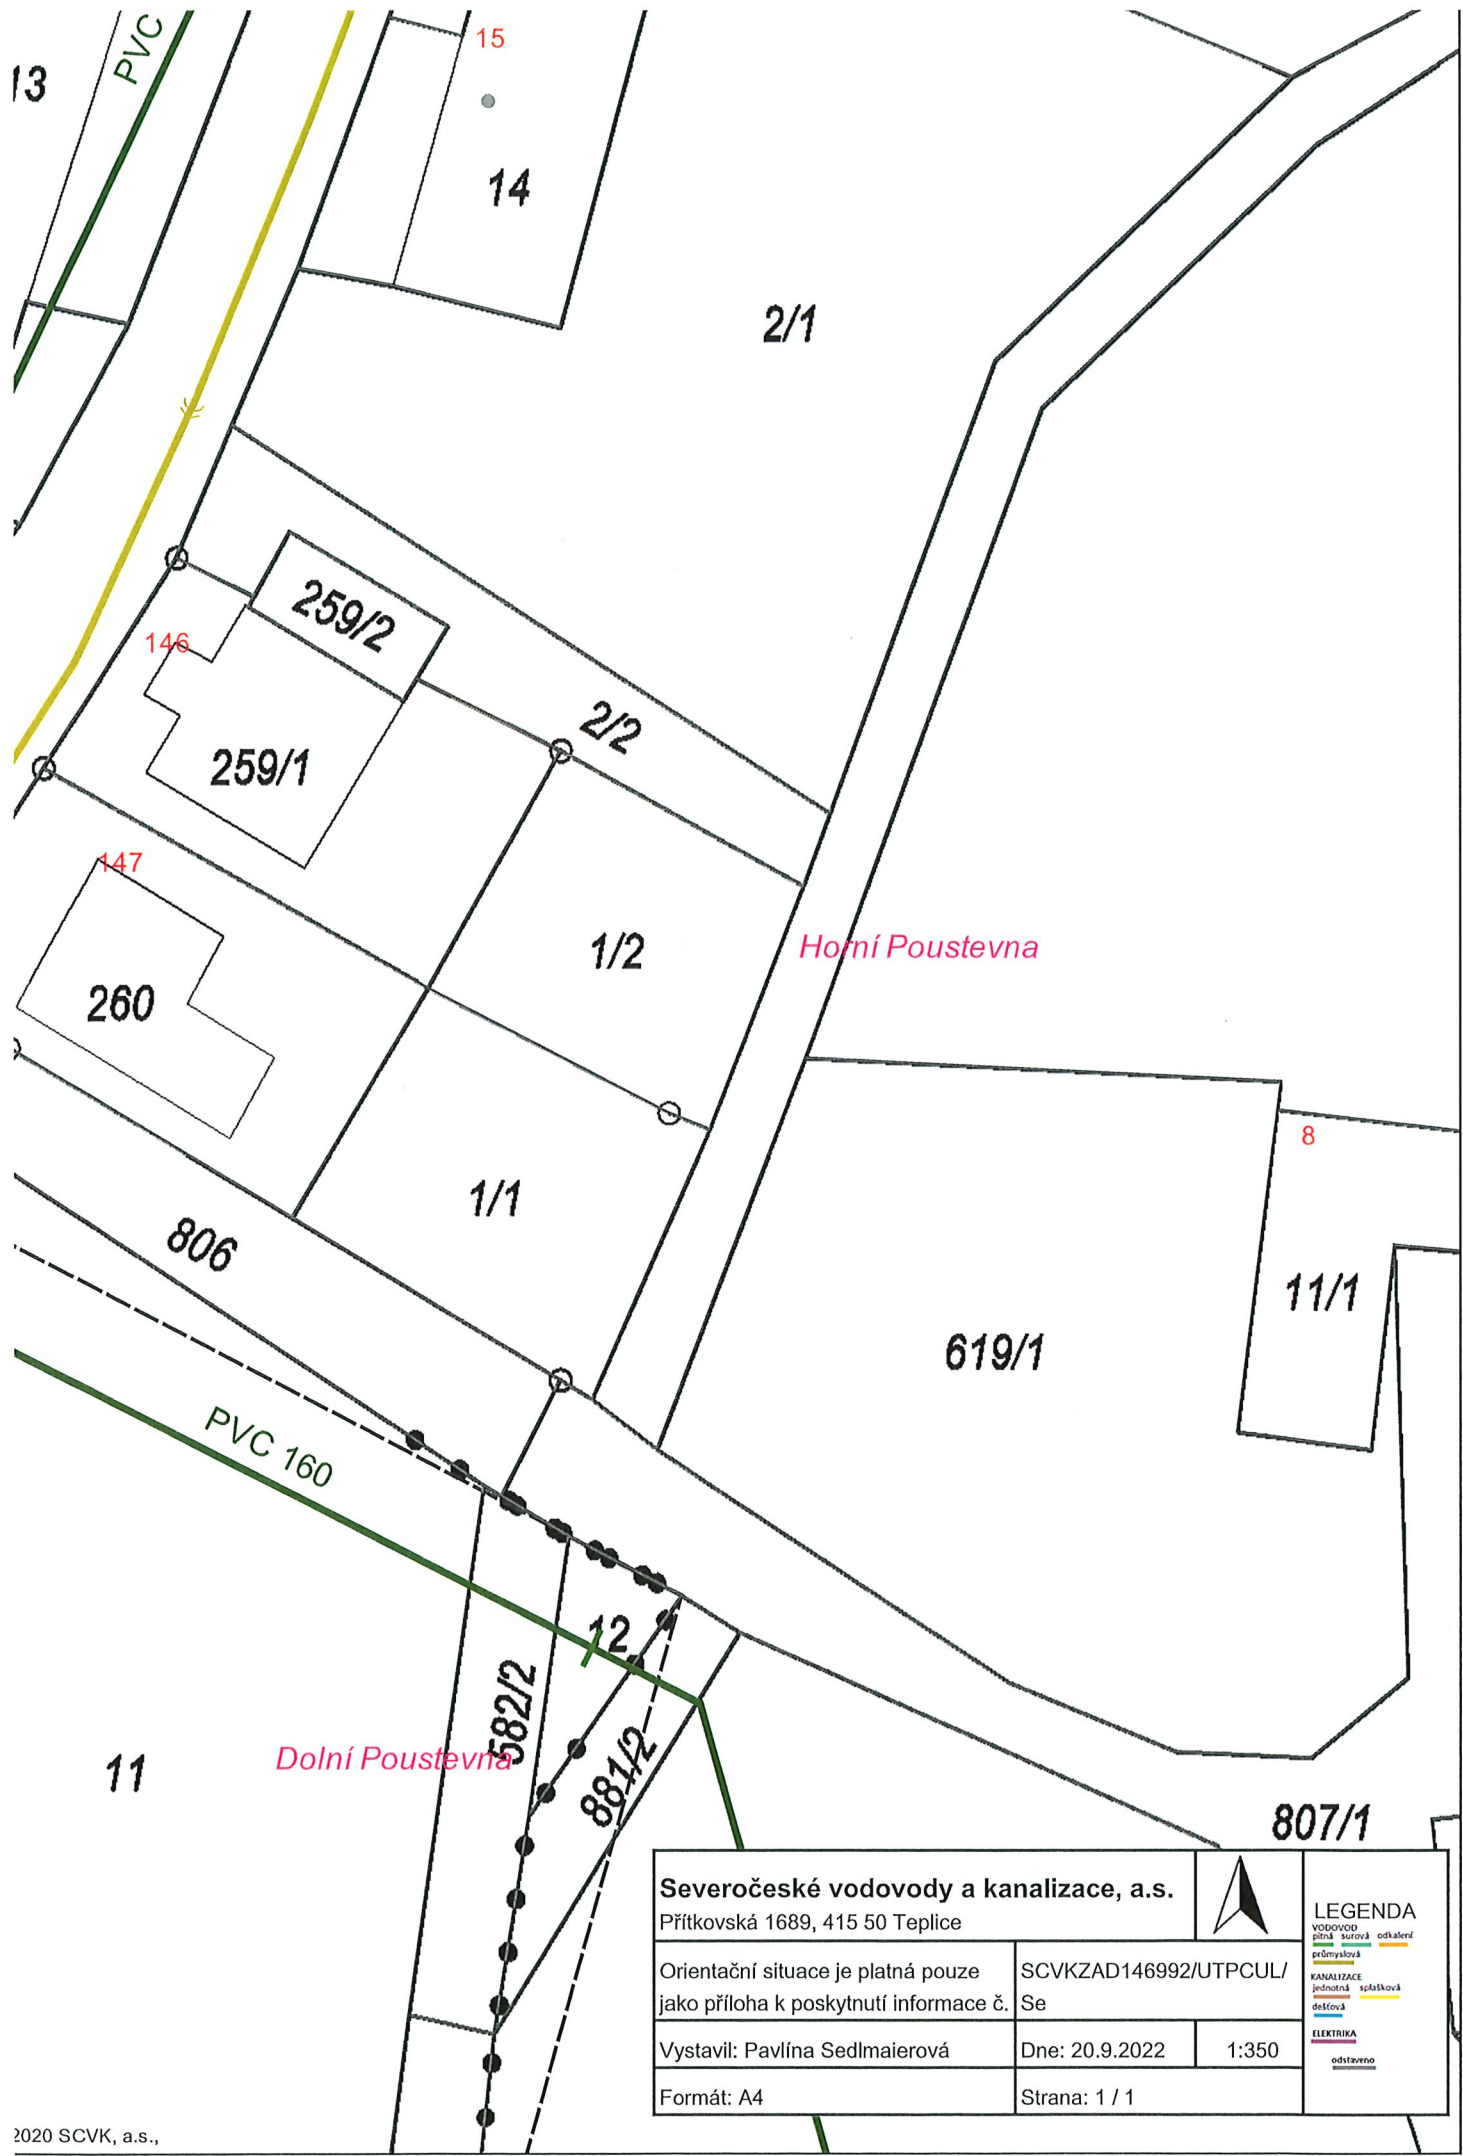 15
PVC
13
14
2/1
259/2
146
2/2
259/1
147
1/2
Horní Poustevna
260
8
1/1
806
11/1
619/1
PVC 160
12
582/2
881/2
Dolní Poustevna
11
807/1
Severočeské vodovody a kanalizace, a.s.
Přítkovská 1689, 415 50 Teplice
Orientační situace je platná pouze
jako příloha k poskytnutí informace č.
SCVKZAD146992/UTPCUL/
Se
Vystavil: Pavlína Sedlmaierová
Dne: 20.9.2022
1:350
Formát: A4
Strana: 1 / 1
LEGENDA
VODOVOD
pitná surová odkalení
průmyslová
KANALIZACE
jednotná splašková
dešťová
ELEKTRIKA
odstaveno
2020 SCVK, a.s.,